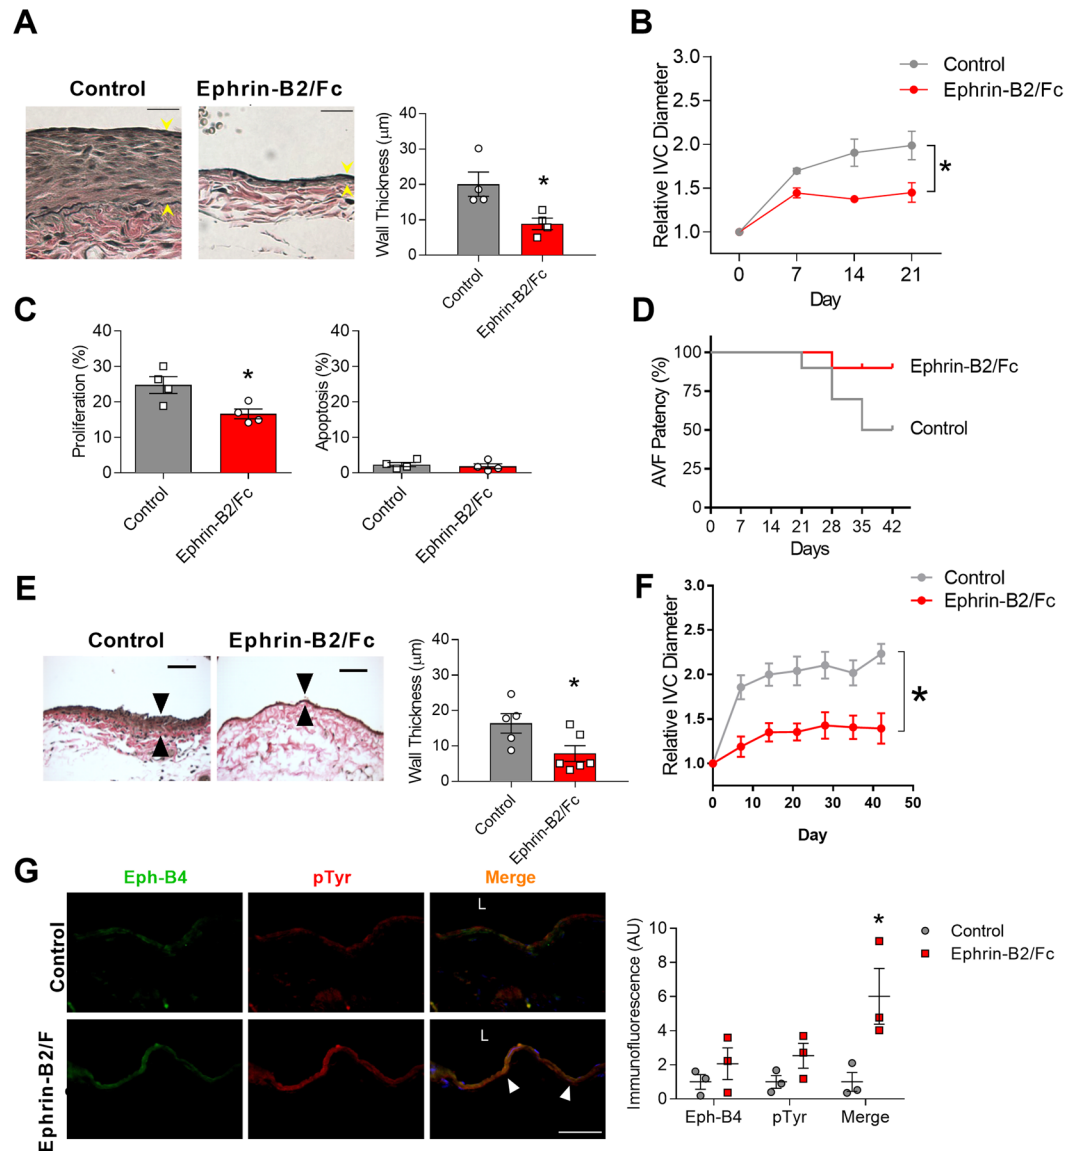 A
Control
Ephrin-B2/Fc
Wall Thickness (μm)
40
30
20
10
0
Control
Ephrin-B2/Fc
*
B
Relative IVC Diameter
3.0
2.5
2.0
1.5
1.0
0
7
14
21
Day
Control
Ephrin-B2/Fc
*
C
Proliferation (%)
40
30
20
10
0
Control
Ephrin-B2/Fc
*
Apoptosis (%)
40
30
20
10
0
Control
Ephrin-B2/Fc
D
AVF Patency (%)
100
75
50
25
0
0
7
14
21
28
35
42
Days
Ephrin-B2/Fc
Control
E
Control
Ephrin-B2/Fc
Wall Thickness (μm)
40
30
20
10
0
Control
Ephrin-B2/Fc
*
F
Relative IVC Diameter
3.0
2.5
2.0
1.5
1.0
0
10
20
30
40
50
Day
Control
Ephrin-B2/Fc
*
G
Eph-B4
pTyr
Merge
Control
L
Ephrin-B2/F
L
Immunofluorescence (AU)
10
8
6
4
2
0
Eph-B4
pTyr
Merge
*
Control
Ephrin-B2/Fc